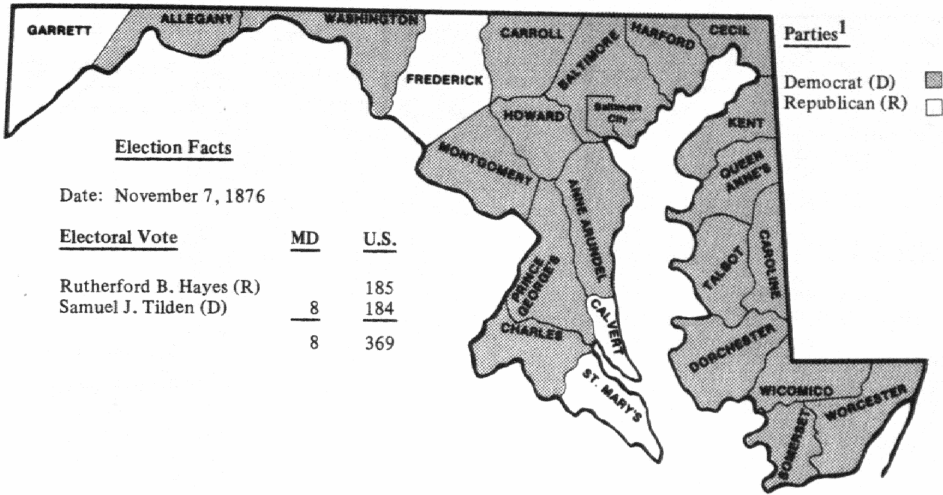 GARRETT
ALLEGANY
WASHINGTON
FREDERICK
CARROLL
BALTIMORE
HARFORD
CECIL
Parties1
Democrat (D)
Republican (R)
HOWARD
Baltimore
City
KENT
MONTGOMERY
QUEEN
ANNE'S
ANNE ARUNDEL
PRINCE
GEORGE'S
TALBOT
CAROLINE
CALVERT
CHARLES
ST. MARY'S
DORCHESTER
WICOMICO
SOMERSET
WORCESTER
Election Facts
Date: November 7, 1876
Electoral Vote MD U.S.
Rutherford B. Hayes (R) 185
Samuel J. Tilden (D) 8 184
8 369